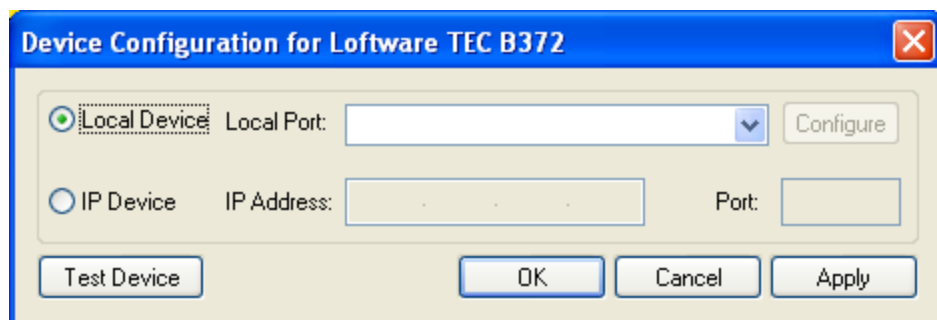 Device Configuration for Loftware TEC B372
Local Device Local Port: Configure
IP Device IP Address: . . . Port:
Test Device OK Cancel Apply